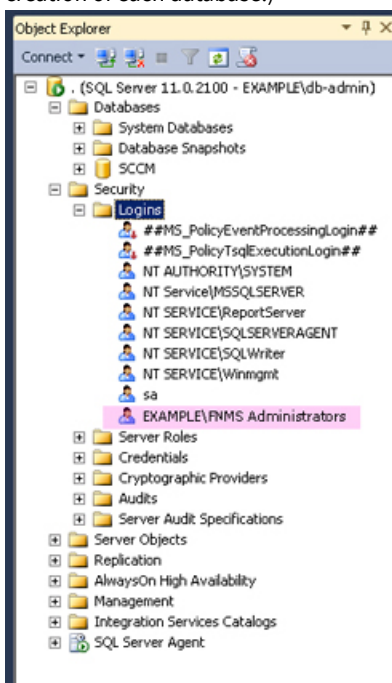 creation of each database.)
Object Explorer
Connect
. (SQL Server 11.0.2100 - EXAMPLE\db-admin)
Databases
System Databases
Database Snapshots
SCCM
Security
Logins
##MS_PolicyEventProcessingLogin##
##MS_PolicyTsqlExecutionLogin##
NT AUTHORITY\SYSTEM
NT Service\MSSQLSERVER
NT SERVICE\ReportServer
NT SERVICE\SQLSERVERAGENT
NT SERVICE\SQLWriter
NT SERVICE\Winmgmt
sa
EXAMPLE\FNMS Administrators
Server Roles
Credentials
Cryptographic Providers
Audits
Server Audit Specifications
Server Objects
Replication
AlwaysOn High Availability
Management
Integration Services Catalogs
SQL Server Agent